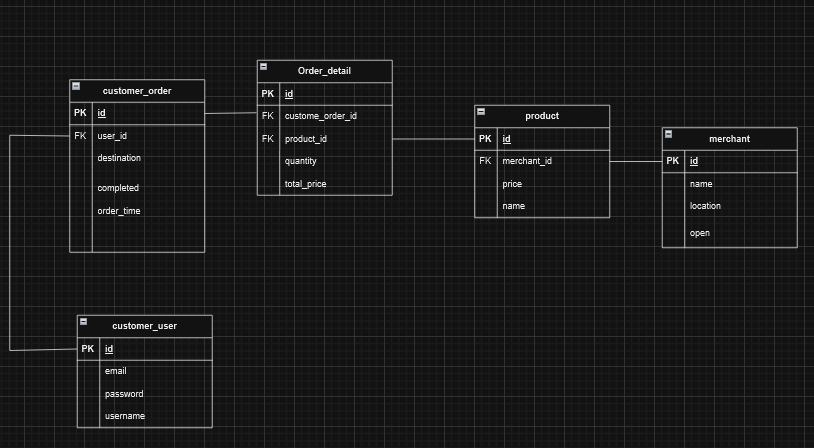 customer_order
PK id
FK user_id
destination
completed
order_time
Order_detail
PK id
FK custome_order_id
FK product_id
quantity
total_price
product
PK id
FK merchant_id
price
name
merchant
PK id
name
location
open
customer_user
PK id
email
password
username